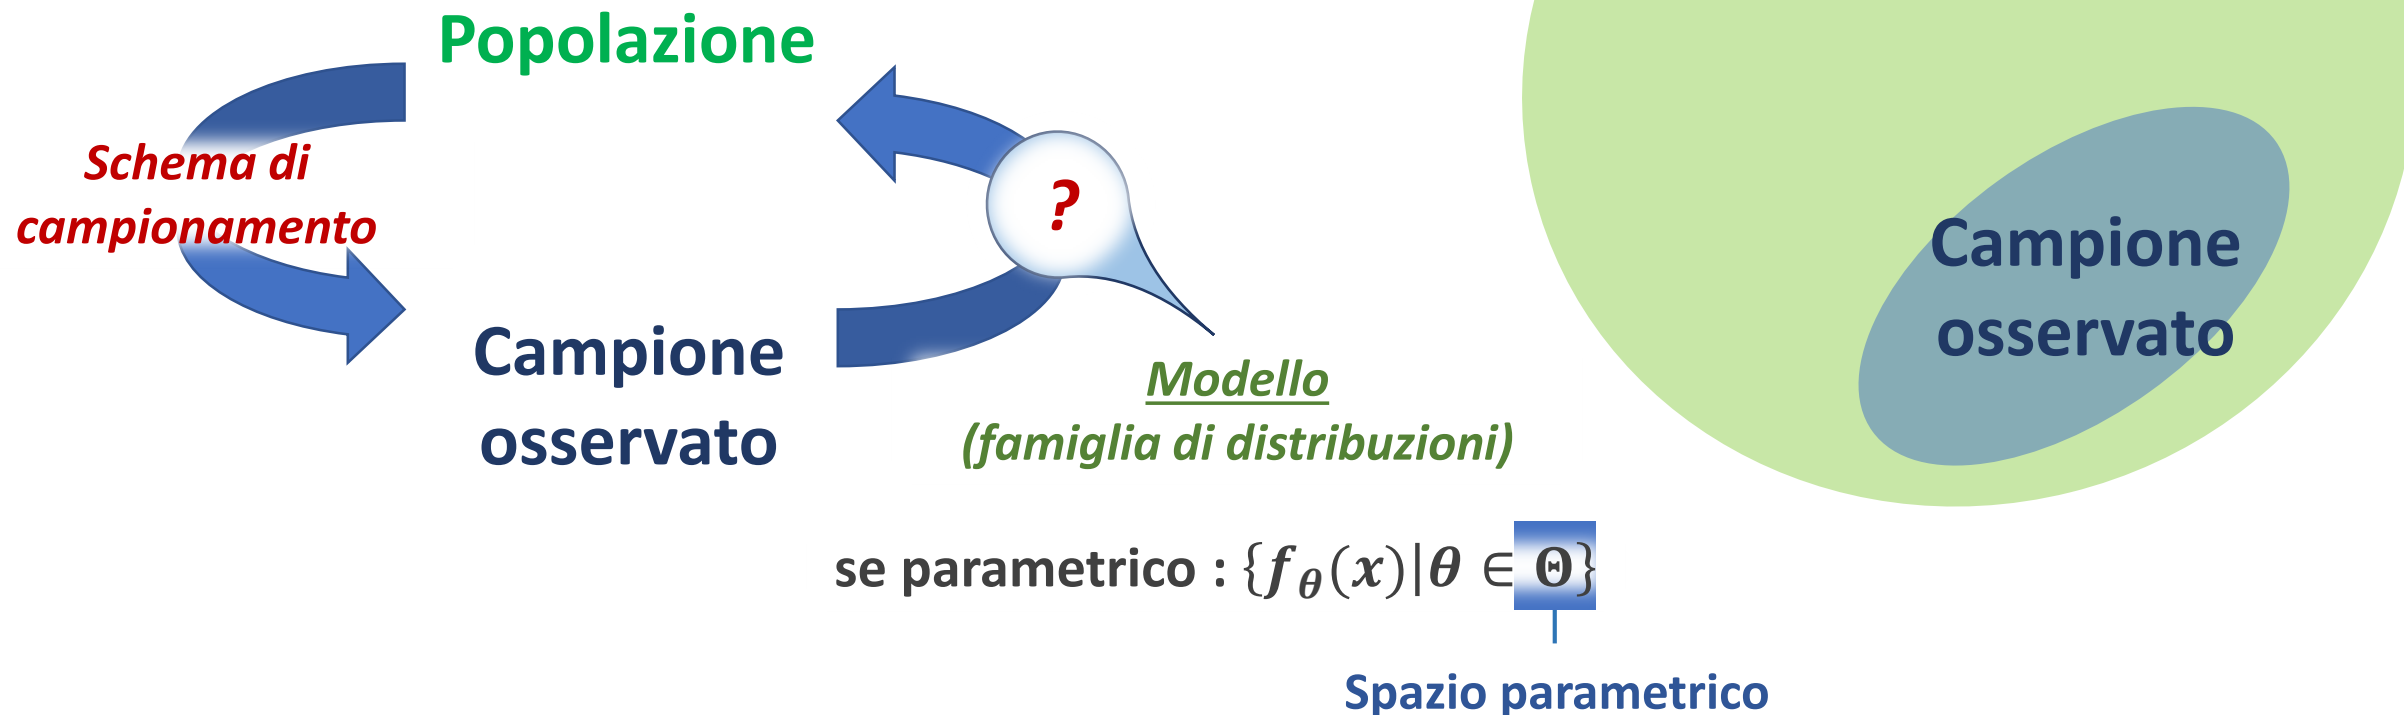 Popolazione
Schema di
campionamento
?
Campione
osservato
Modello
(famiglia di distribuzioni)
se parametrico : {f_θ(x)|θ ∈ Θ}
Spazio parametrico
Campione
osservato